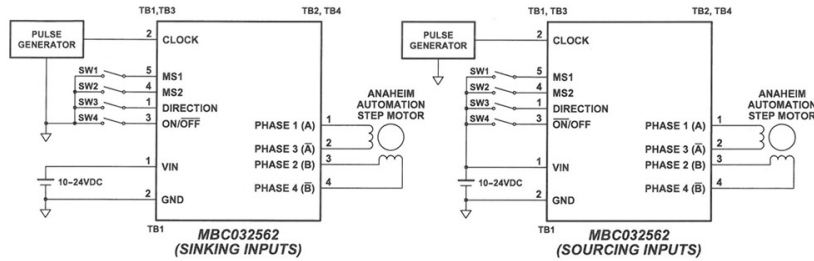 TB1,TB3
TB2, TB4
PULSE
GENERATOR
2
CLOCK
SW1
5
MS1
SW2
4
MS2
SW3
1
DIRECTION
SW4
3
ON/O̅F̅F̅
ANAHEIM
AUTOMATION
STEP MOTOR
PHASE 1 (A)
1
PHASE 3 (A̅)
2
PHASE 2 (B)
3
PHASE 4 (B̅)
4
1
VIN
10-24VDC
2
GND
TB1
MBC032562
(SINKING INPUTS)
TB1, TB3
TB2, TB4
PULSE
GENERATOR
2
CLOCK
SW1
5
MS1
SW2
4
MS2
SW3
1
DIRECTION
SW4
3
O̅N̅/OFF
ANAHEIM
AUTOMATION
STEP MOTOR
PHASE 1 (A)
1
PHASE 3 (A̅)
2
PHASE 2 (B)
3
PHASE 4 (B̅)
4
1
VIN
10-24VDC
2
GND
TB1
MBC032562
(SOURCING INPUTS)